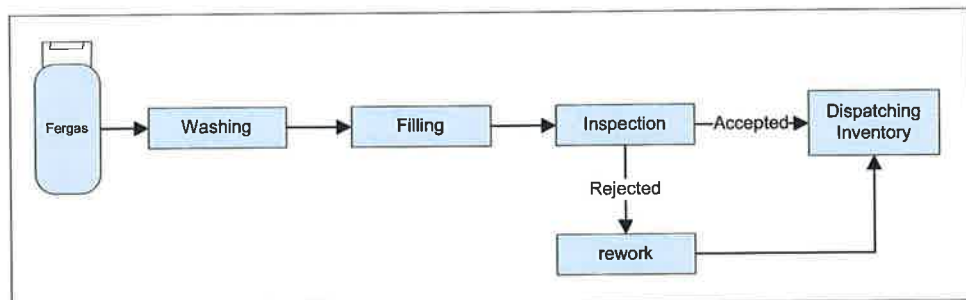 Fergas
Washing
Filling
Inspection
Accepted
Dispatching
Inventory
Rejected
rework